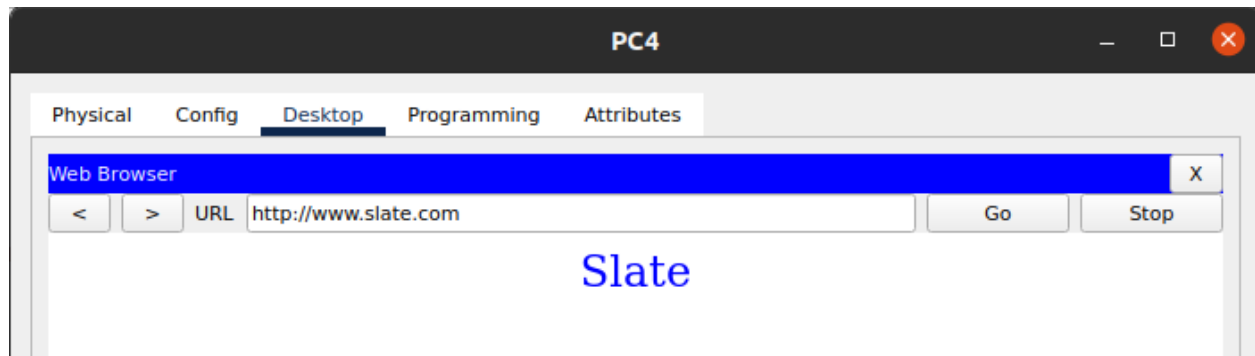 PC4
Physical Config Desktop Programming Attributes
Web Browser X
< > URL http://www.slate.com Go Stop
Slate